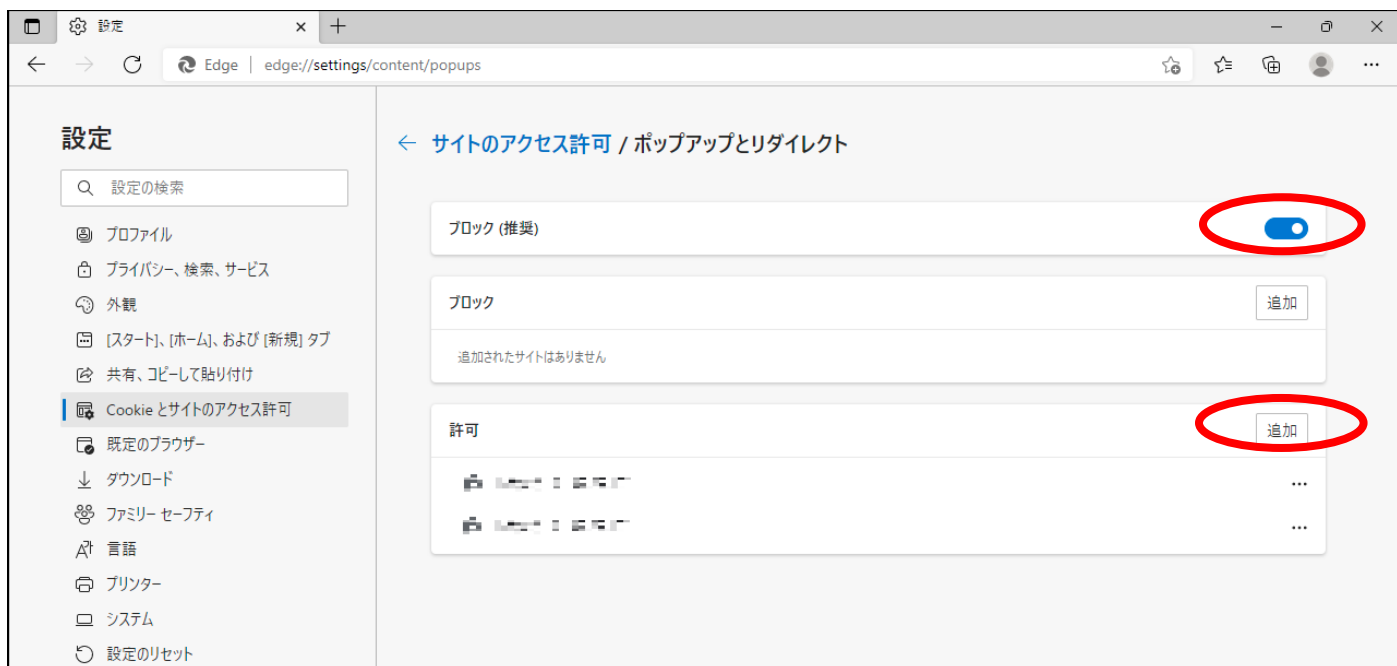 設定
Edge | edge://settings/content/popups
設定
設定の検索
プロファイル
プライバシー、検索、サービス
外観
[スタート]、[ホーム]、および [新規] タブ
共有、コピーして貼り付け
Cookie とサイトのアクセス許可
既定のブラウザー
ダウンロード
ファミリー セーフティ
言語
プリンター
システム
設定のリセット
サイトのアクセス許可 / ポップアップとリダイレクト
ブロック (推奨)
ブロック
追加
追加されたサイトはありません
許可
追加